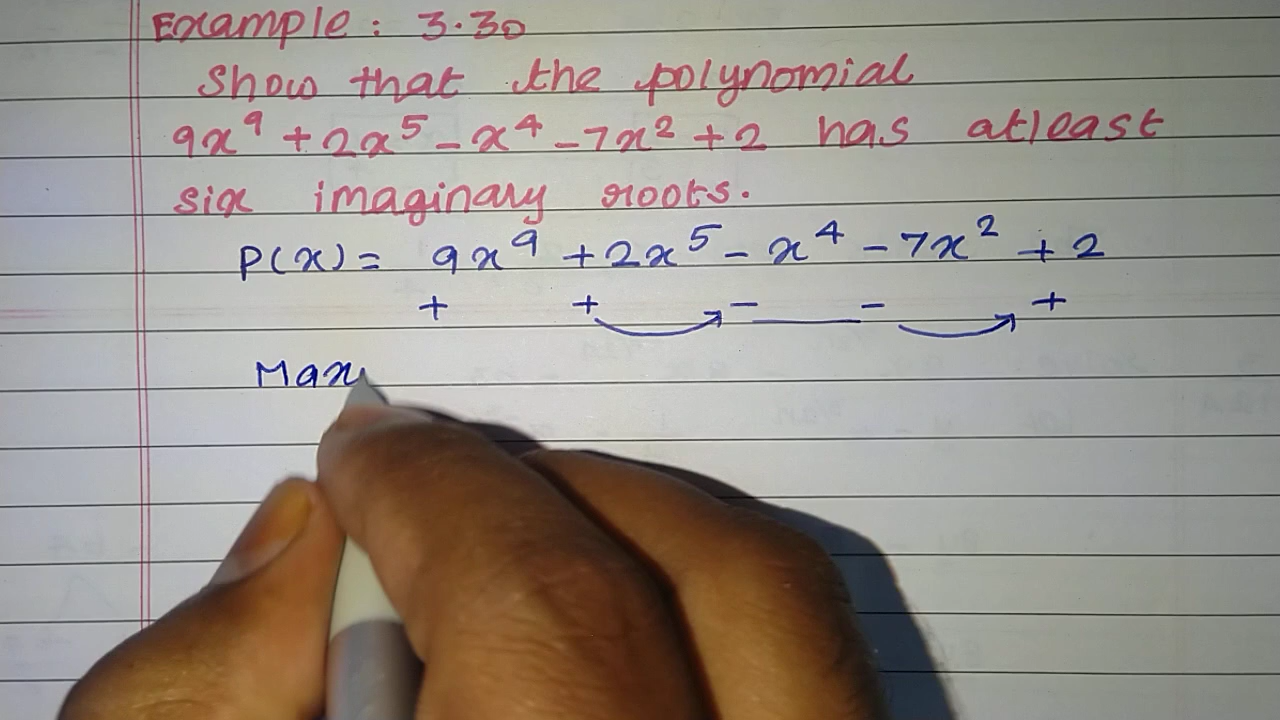 Example: 3.30
Show that the polynomial
9x⁹ + 2x⁵ - x⁴ - 7x² + 2 has atleast
six imaginary roots.
P(x) = 9x⁹ + 2x⁵ - x⁴ - 7x² + 2
+ + - - +
Max